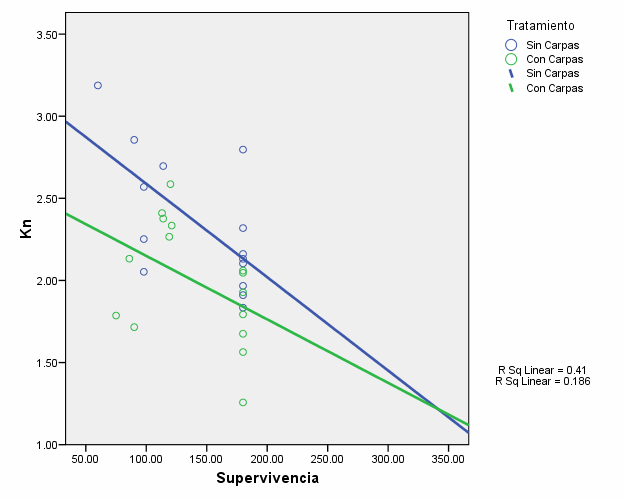 Kn
3.50
3.00
2.50
2.00
1.50
1.00
50.00 100.00 150.00 200.00 250.00 300.00 350.00
Supervivencia
Tratamiento
Sin Carpas
Con Carpas
Sin Carpas
Con Carpas
R Sq Linear = 0.41
R Sq Linear = 0.186